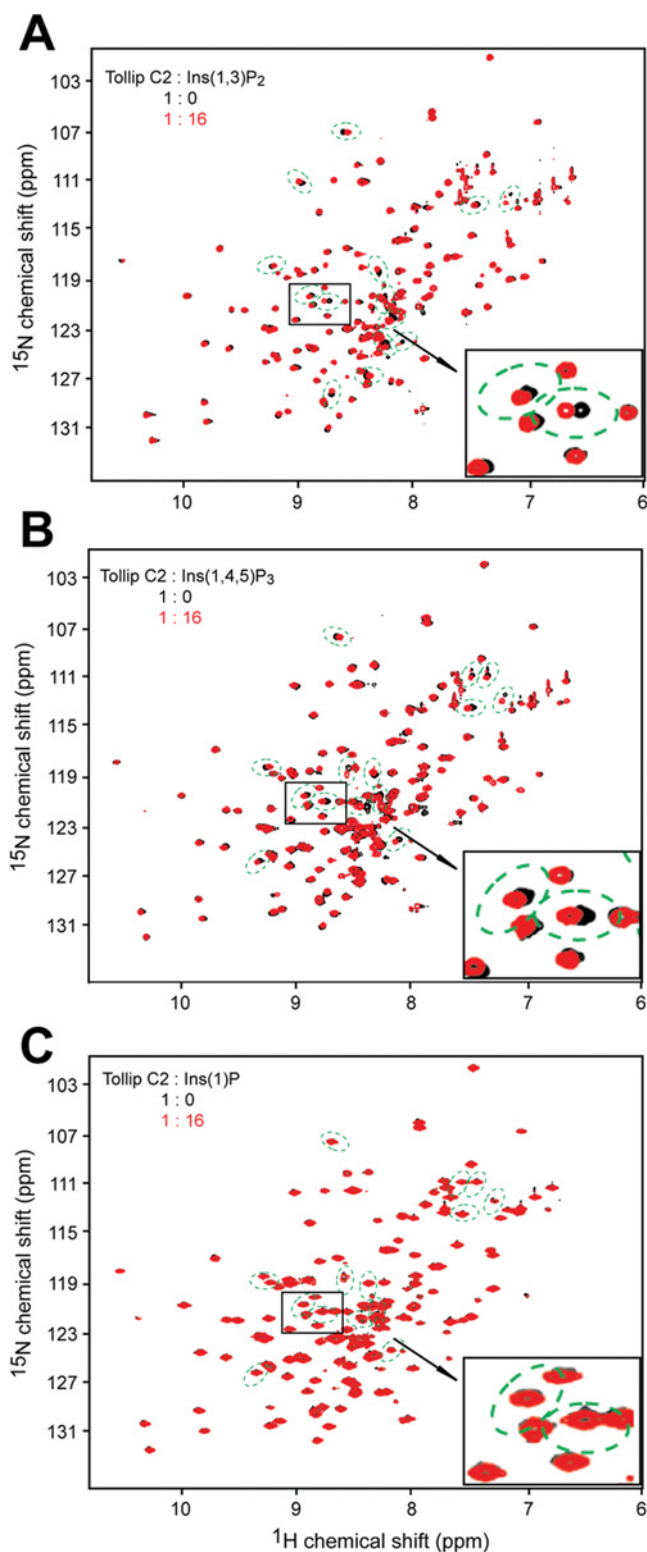 A
Tollip C2 : Ins(1,3)P₂
1 : 0
1 : 16
103
107
111
115
119
123
127
131
¹⁵N chemical shift (ppm)
10
9
8
7
6
B
Tollip C2 : Ins(1,4,5)P₃
1 : 0
1 : 16
103
107
111
115
119
123
127
131
¹⁵N chemical shift (ppm)
10
9
8
7
6
C
Tollip C2 : Ins(1)P
1 : 0
1 : 16
103
107
111
115
119
123
127
131
¹⁵N chemical shift (ppm)
10
9
8
7
6
¹H chemical shift (ppm)